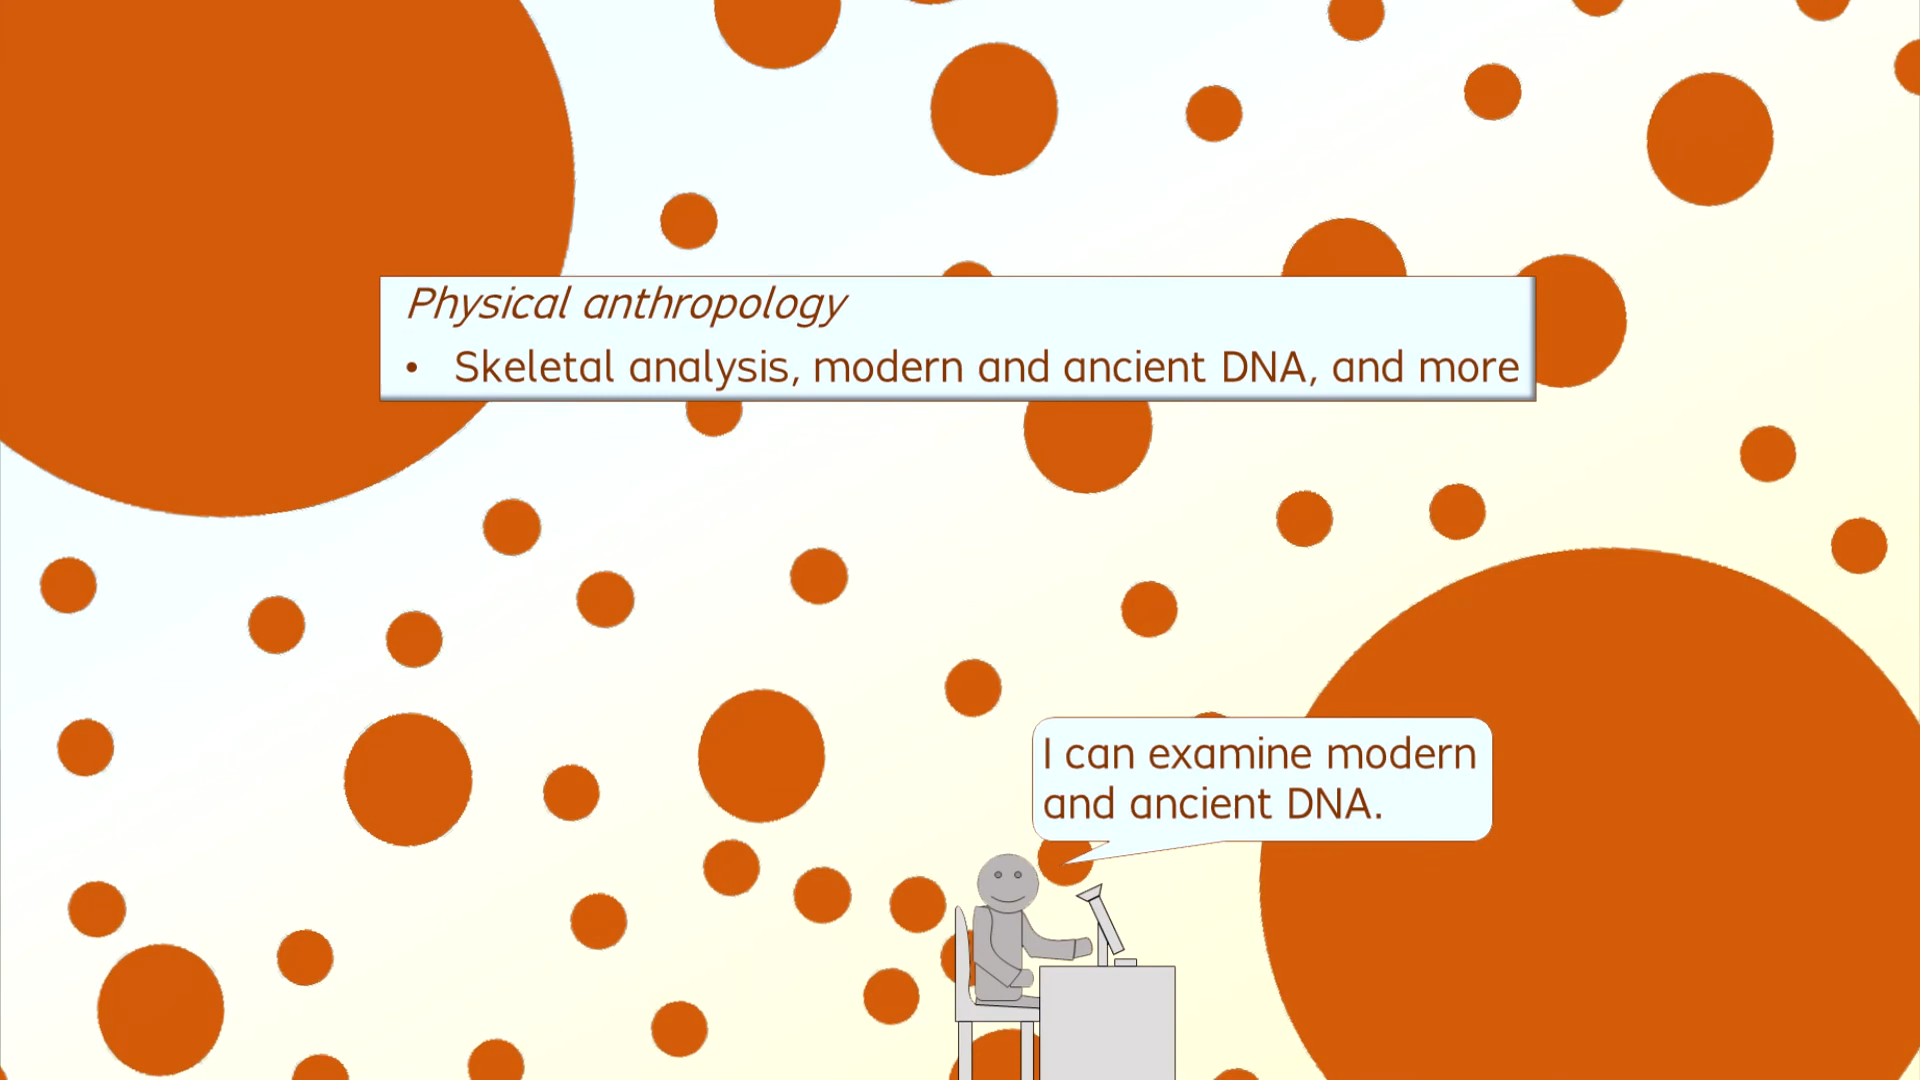 Physical anthropology
• Skeletal analysis, modern and ancient DNA, and more
I can examine modern
and ancient DNA.